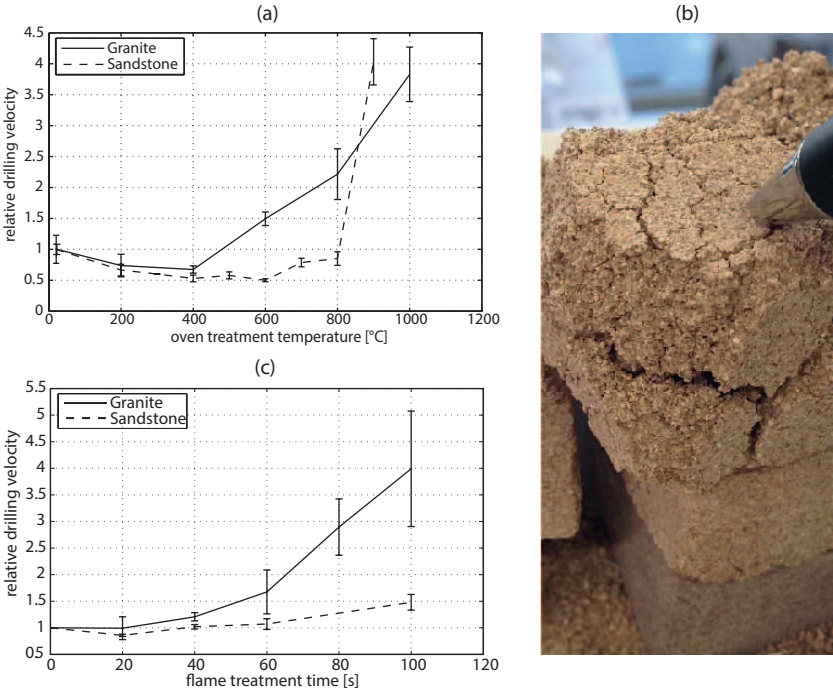 (a)
4.5
4
3.5
3
2.5
2
1.5
1
0.5
0
relative drilling velocity
Granite
Sandstone
0 200 400 600 800 1000 1200
oven treatment temperature [°C]
(b)
(c)
5.5
5
4.5
4
3.5
3
2.5
2
1.5
1
0.5
relative drilling velocity
Granite
Sandstone
0 20 40 60 80 100 120
flame treatment time [s]